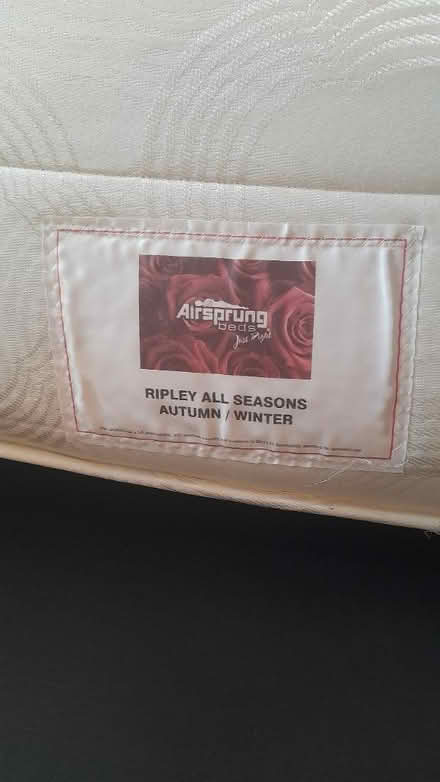 Airsprung
beds
Just Right
RIPLEY ALL SEASONS
AUTUMN / WINTER